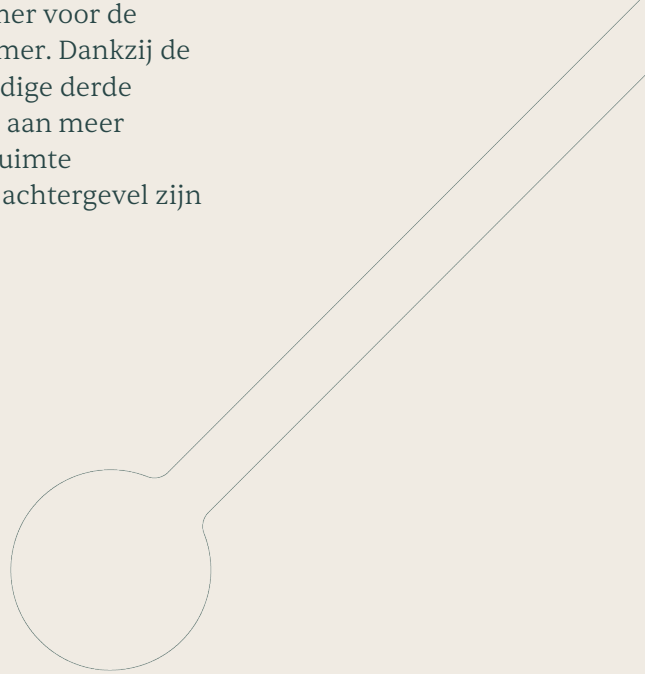 ner voor de
mer. Dankzij de
dige derde
aan meer
uimte
achtergevel zijn